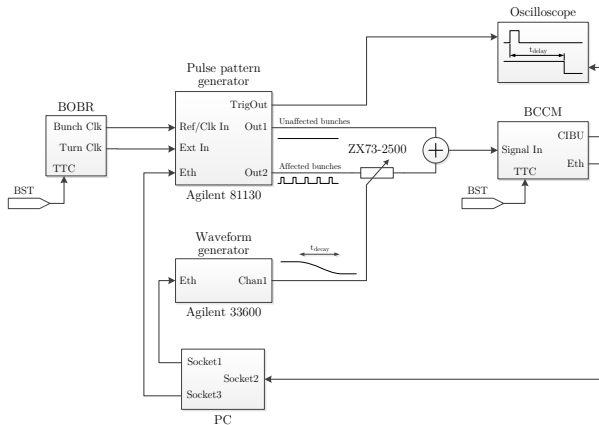 Oscilloscope
t_delay
Pulse pattern
generator
TrigOut
Ref/Clk In
Out1
Ext In
Eth
Out2
Agilent 81130
BOBR
Bunch Clk
Turn Clk
TTC
BST
Unaffected bunches
Affected bunches
ZX73-2500
BCCM
CIBU
Signal In
Eth
TTC
BST
Waveform
generator
Eth
Chan1
Agilent 33600
t_decay
Socket1
Socket2
Socket3
PC